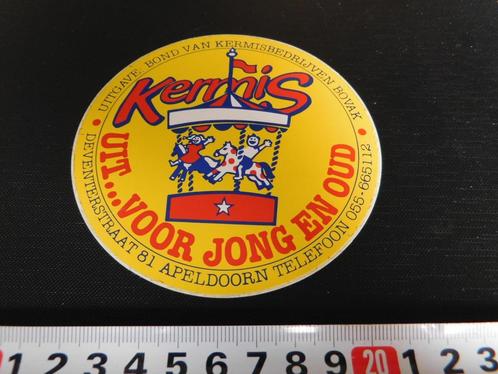 • UITGAVE BOND VAN KERMISBEDRIJVEN BOVAK •
Kermis
UIT...VOOR JONG EN OUD
DEVENTERSTRAAT 81 APELDOORN TELEFOON 055-665112
1 2 3 4 5 6 7 8 9 20 1 2 3